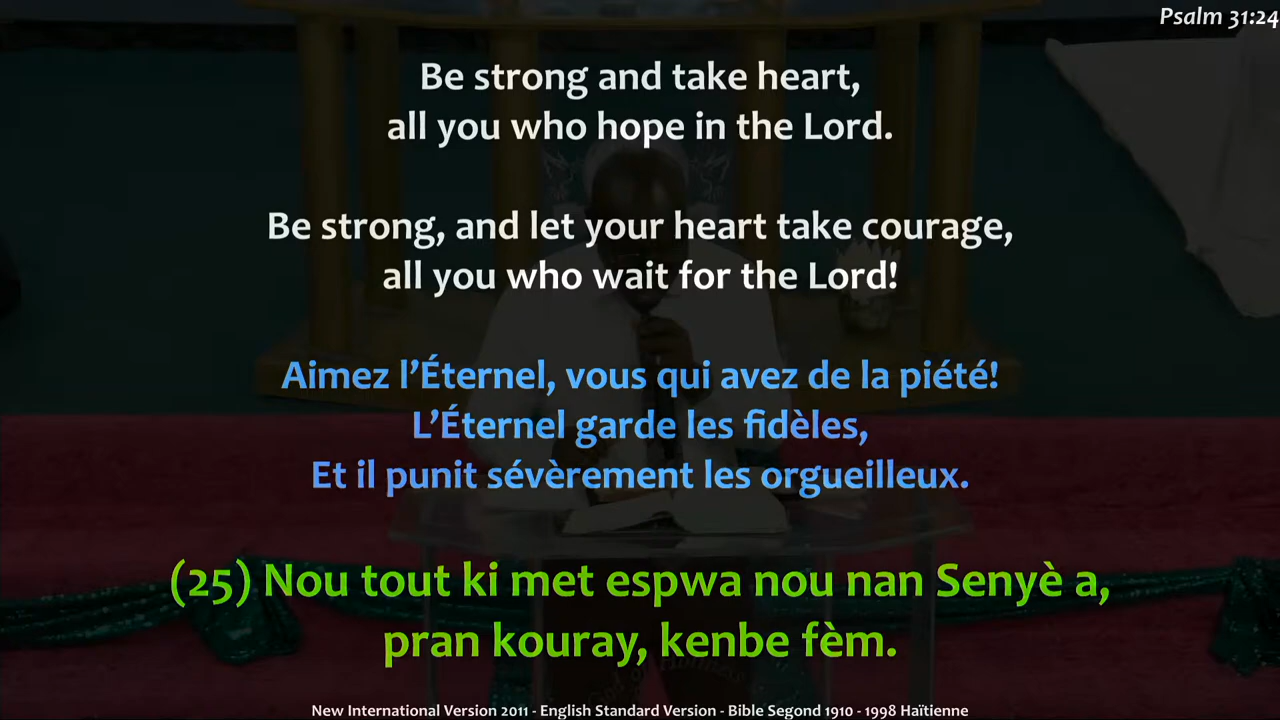 Psalm 31:24
Be strong and take heart,
all you who hope in the Lord.
Be strong, and let your heart take courage,
all you who wait for the Lord!
Aimez l’Éternel, vous qui avez de la piété!
L’Éternel garde les fidèles,
Et il punit sévèrement les orgueilleux.
(25) Nou tout ki met espwa nou nan Senyè a,
pran kouray, kenbe fèm.
New International Version 2011 - English Standard Version - Bible Segond 1910 - 1998 Haïtienne